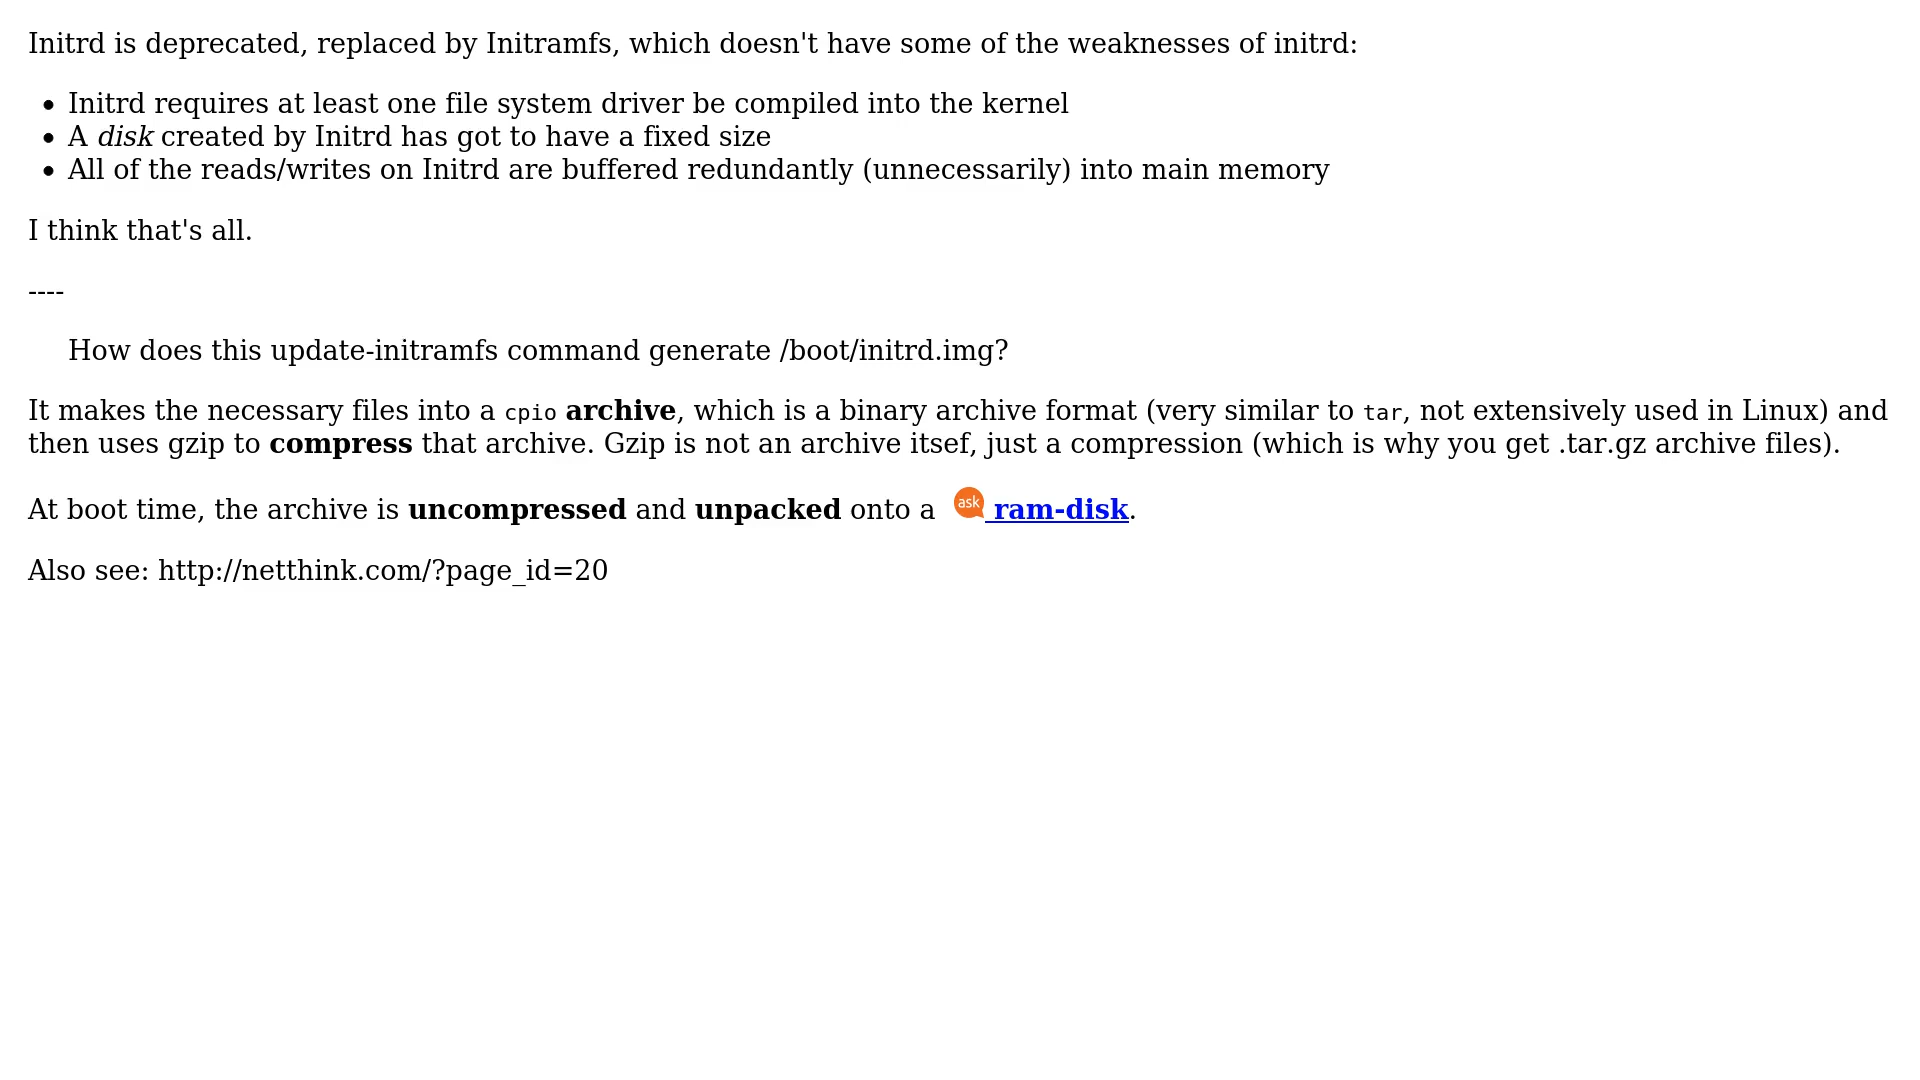 Initrd is deprecated, replaced by Initramfs, which doesn't have some of the weaknesses of initrd:
• Initrd requires at least one file system driver be compiled into the kernel
• A disk created by Initrd has got to have a fixed size
• All of the reads/writes on Initrd are buffered redundantly (unnecessarily) into main memory
I think that's all.
----
How does this update-initramfs command generate /boot/initrd.img?
It makes the necessary files into a cpio archive, which is a binary archive format (very similar to tar, not extensively used in Linux) and
then uses gzip to compress that archive. Gzip is not an archive itsef, just a compression (which is why you get .tar.gz archive files).
At boot time, the archive is uncompressed and unpacked onto a ask ram-disk.
Also see: http://netthink.com/?page_id=20